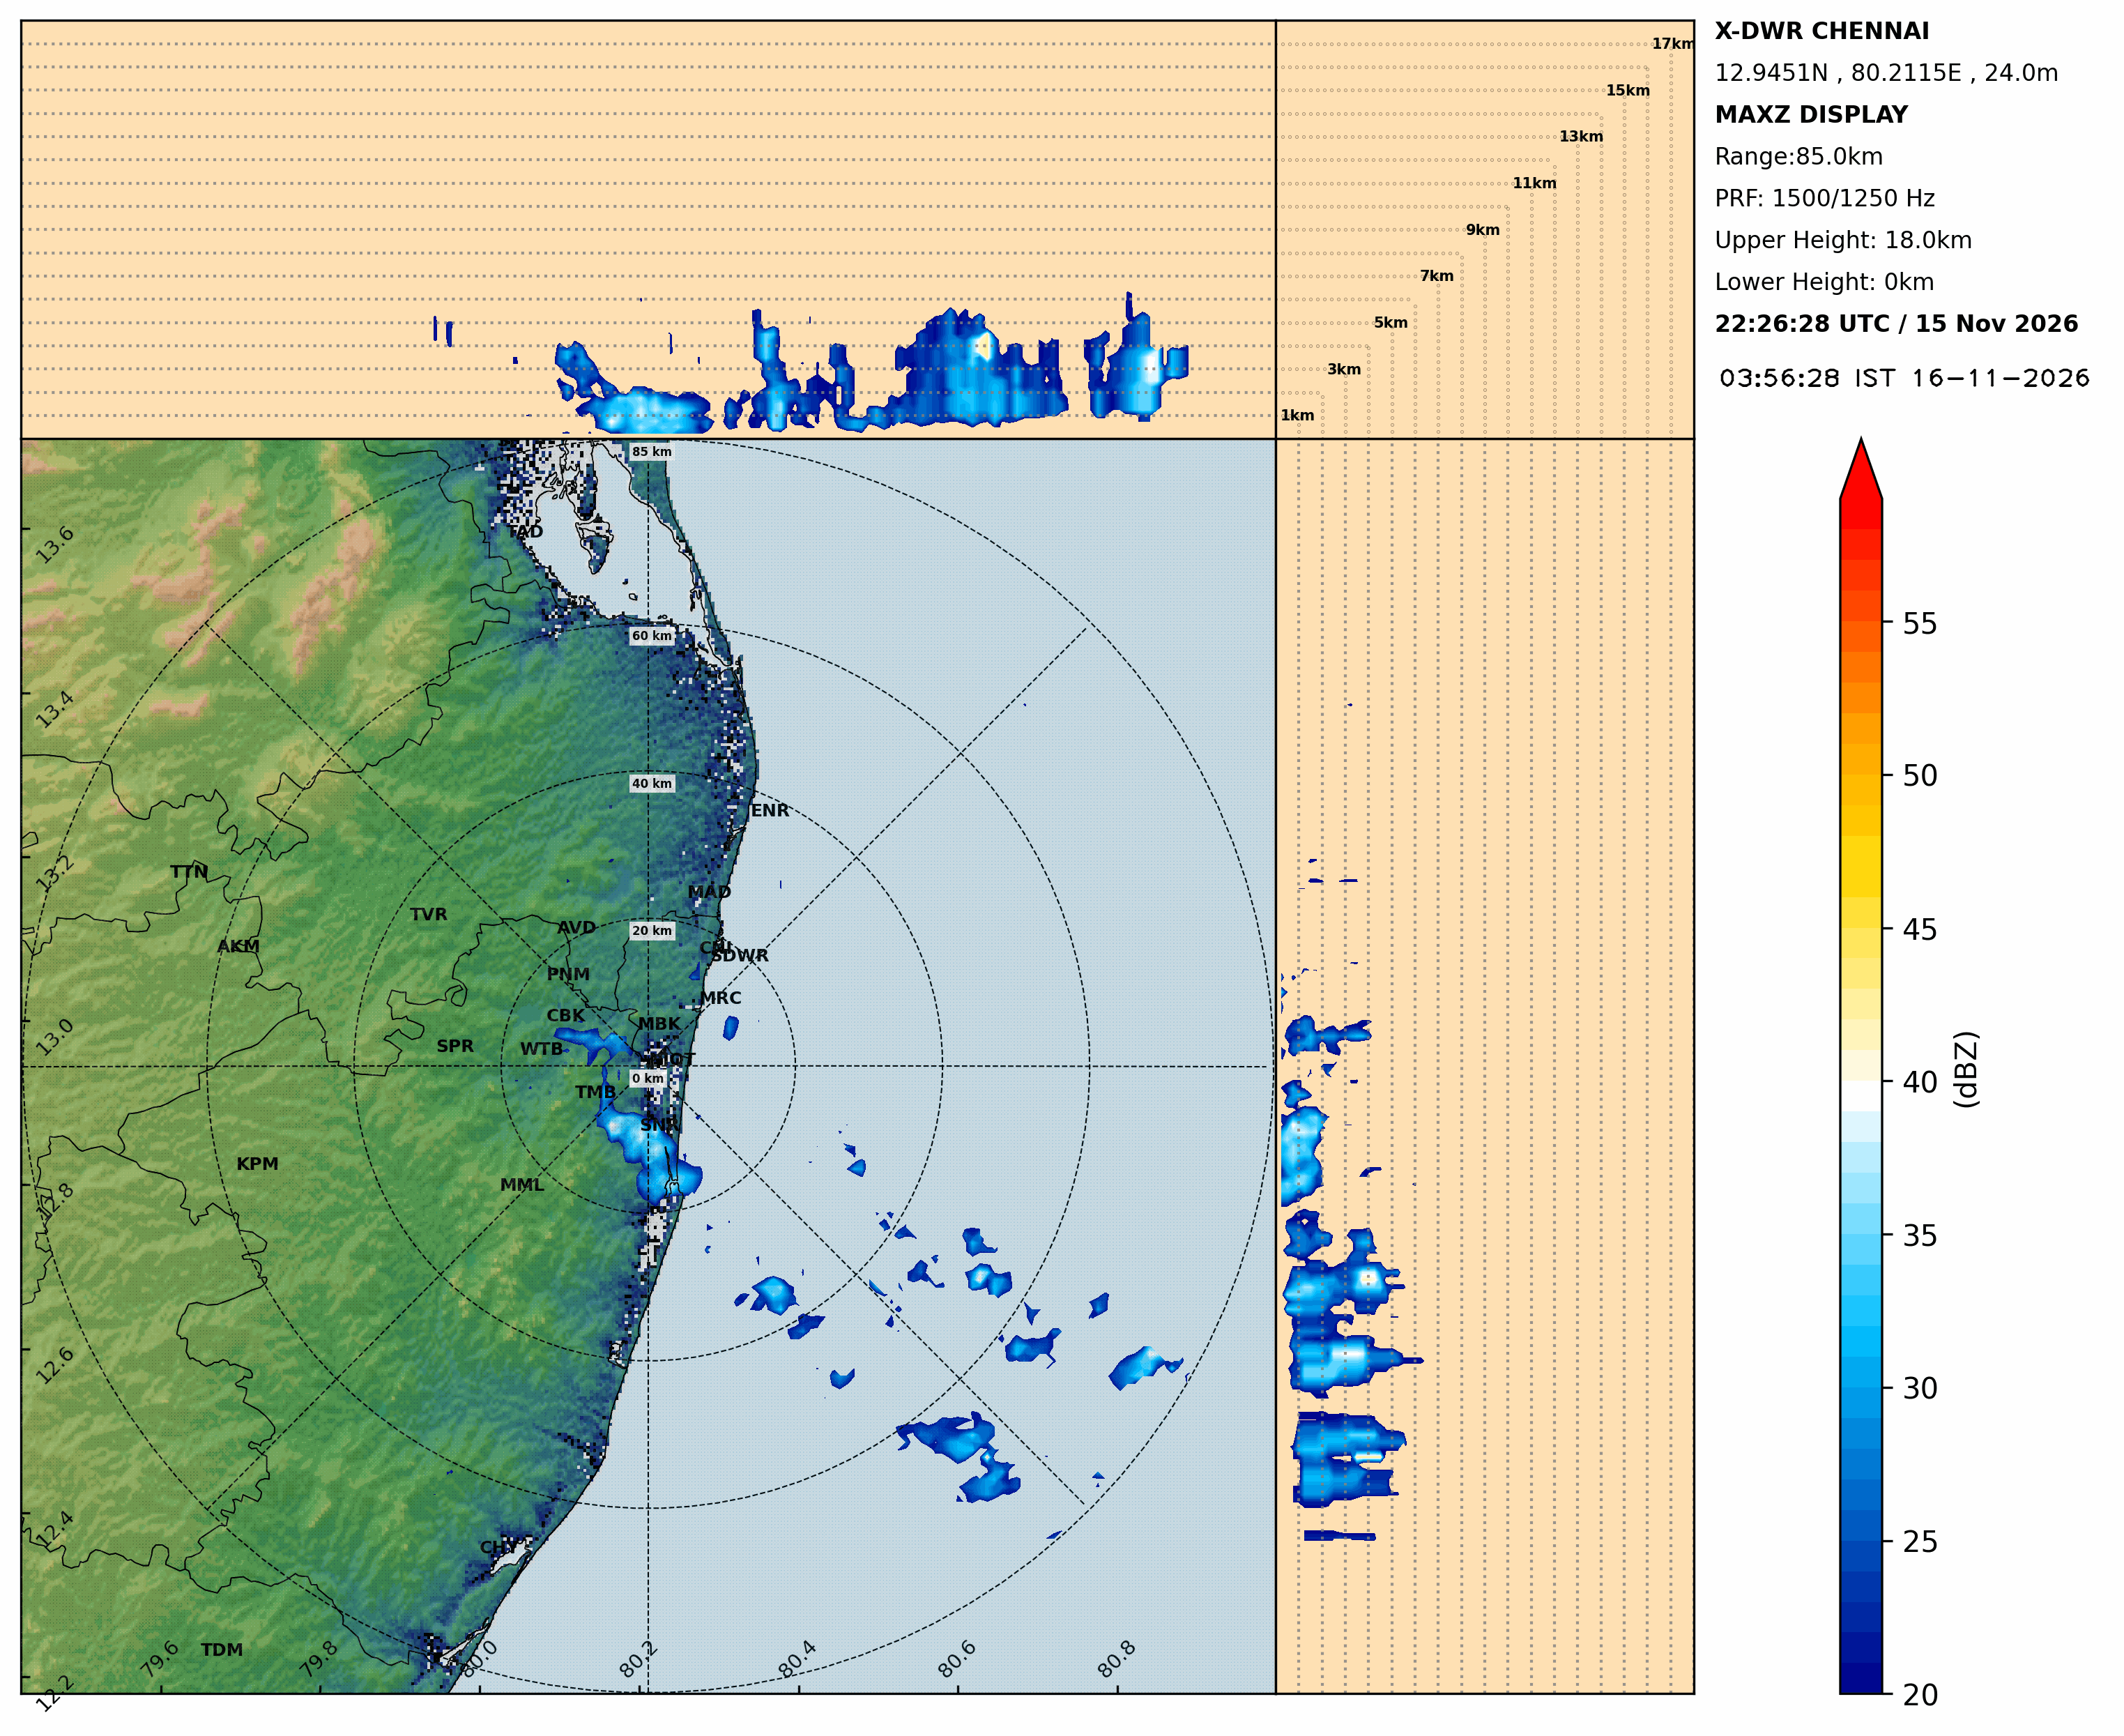 X-DWR CHENNAI
12.9451N , 80.2115E , 24.0m
MAXZ DISPLAY
Range:85.0km
PRF: 1500/1250 Hz
Upper Height: 18.0km
Lower Height: 0km
22:26:28 UTC / 15 Nov 2026
03:56:28 IST 16-11-2026
17km
15km
13km
11km
9km
7km
5km
3km
1km
85 km
60 km
40 km
20 km
0 km
TAD
ENR
TTN
MAD
TVR
AVD
AKM
SDWR
PNM
MRC
CBK
MBK
SPR
WTB
TMB
SNR
KPM
MML
CHY
TDM
13.6
13.4
13.2
13.0
12.8
12.6
12.4
12.2
79.6
79.8
80.0
80.2
80.4
80.6
80.8
55
50
45
40
35
30
25
20
(dBZ)